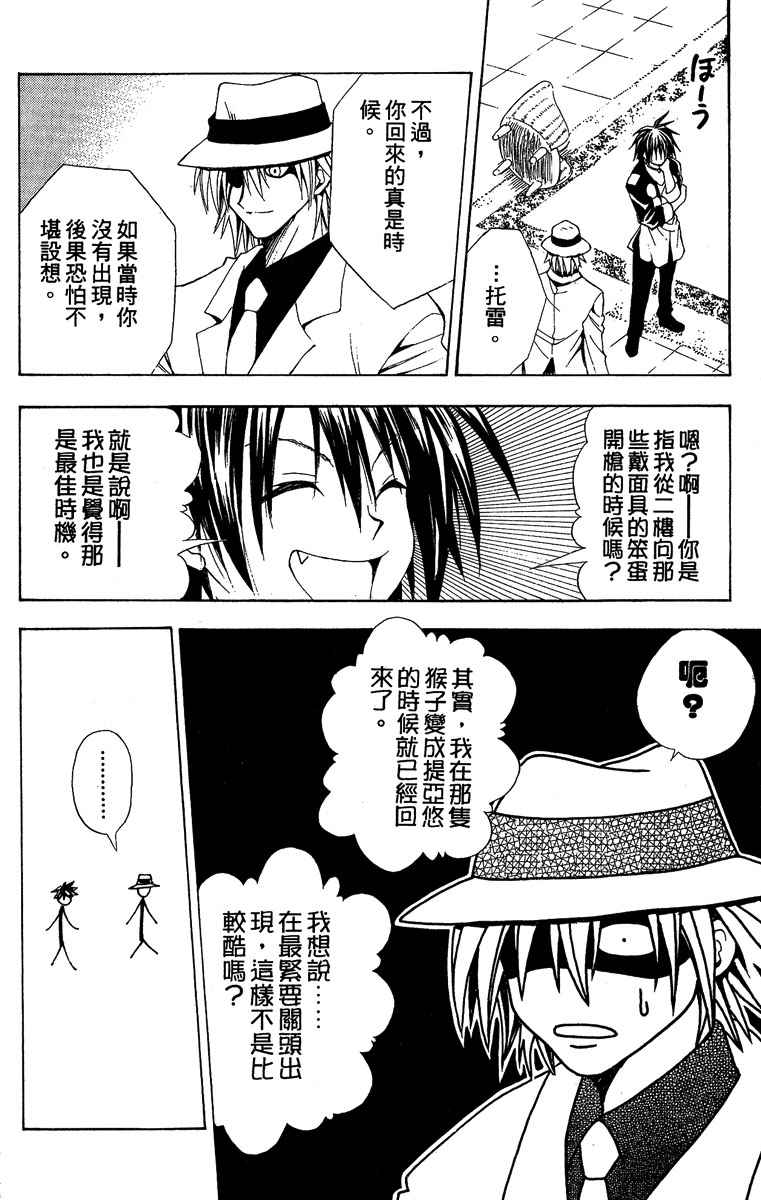 ほーう
…托雷。
不過，
你回來的真是時
候。
如果當時你
沒有出現，
後果恐怕不
堪設想。
嗯？啊——你是
指我從二樓向那
些戴面具的笨蛋
開槍的時候嗎？
就是說啊——
我也是覺得那
是最佳時機。
呃？
其實，我在那隻
猴子變成提亞悠
的時候就已經回
來了。
我想說……
在最緊要關頭出
現，這樣不是比
較酷嗎？
…………